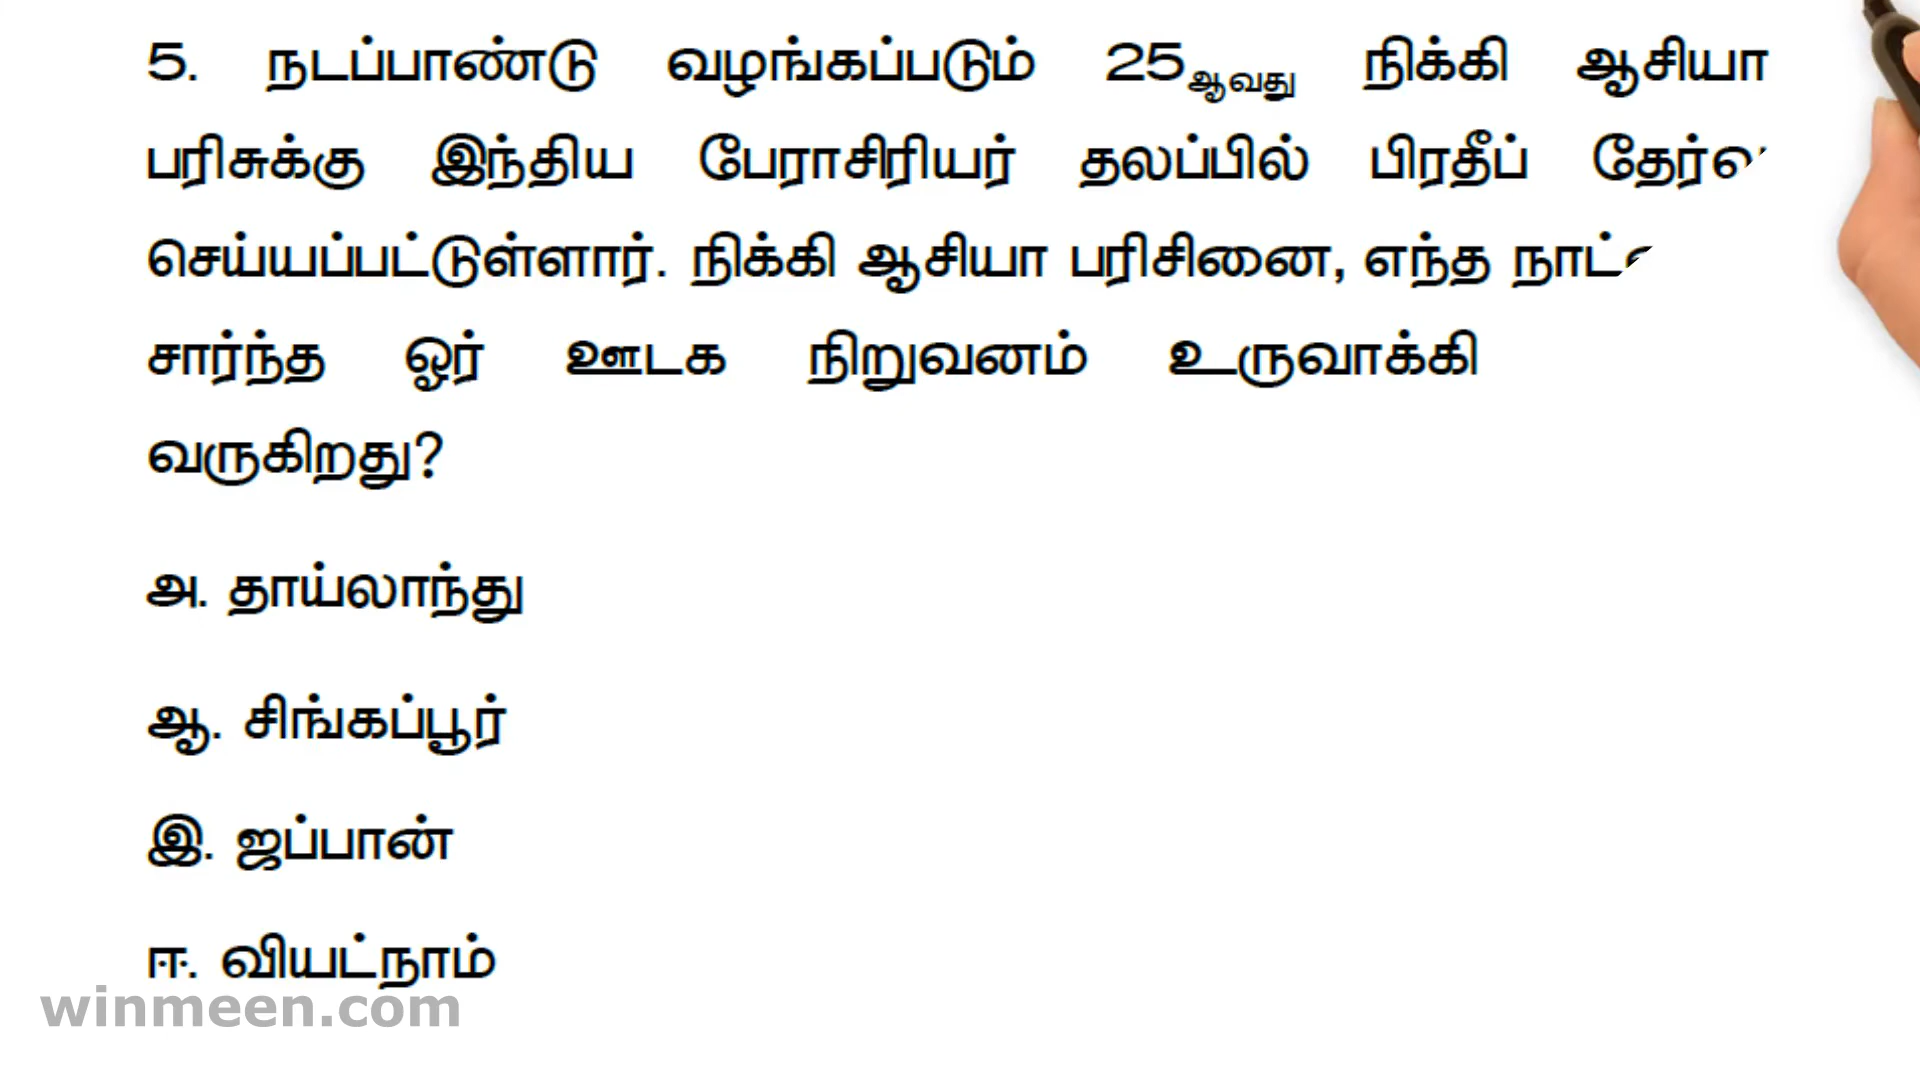 5. நடப்பாண்டு வழங்கப்படும் 25ஆவது நிக்கி ஆசியா
பரிசுக்கு இந்திய பேராசிரியர் தலப்பில் பிரதீப்
செய்யப்பட்டுள்ளார். நிக்கி ஆசியா பரிசினை, எந்த
சார்ந்த ஓர் ஊடக நிறுவனம் உருவாக்கி
வருகிறது?
அ. தாய்லாந்து
ஆ. சிங்கப்பூர்
இ. ஜப்பான்
ஈ. வியட்நாம்
winmeen.com